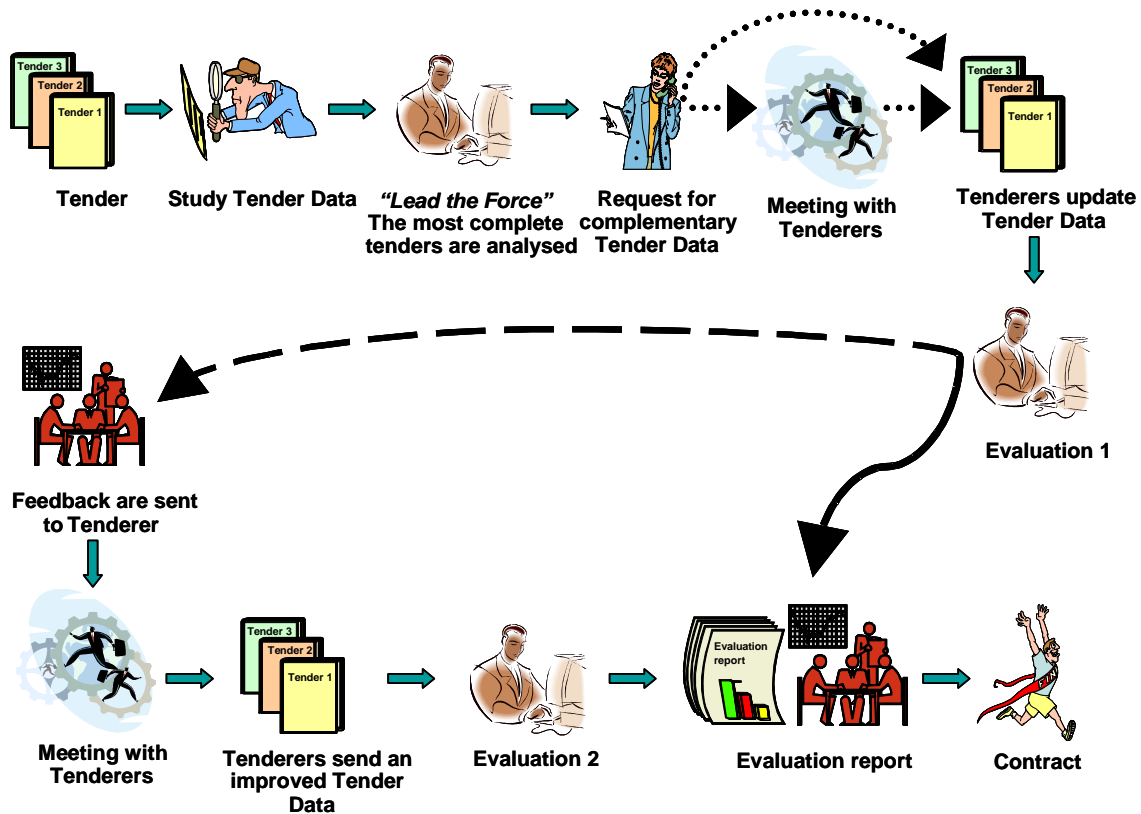 Tender 3
Tender 2
Tender 1
Tender
Study Tender Data
“Lead the Force”
The most complete
tenders are analysed
Request for
complementary
Tender Data
Meeting with
Tenderers
Tender 3
Tender 2
Tender 1
Tenderers update
Tender Data
Evaluation 1
Feedback are sent
to Tenderer
Meeting with
Tenderers
Tender 3
Tender 2
Tender 1
Tenderers send an
improved Tender
Data
Evaluation 2
Evaluation
report
Evaluation report
Contract